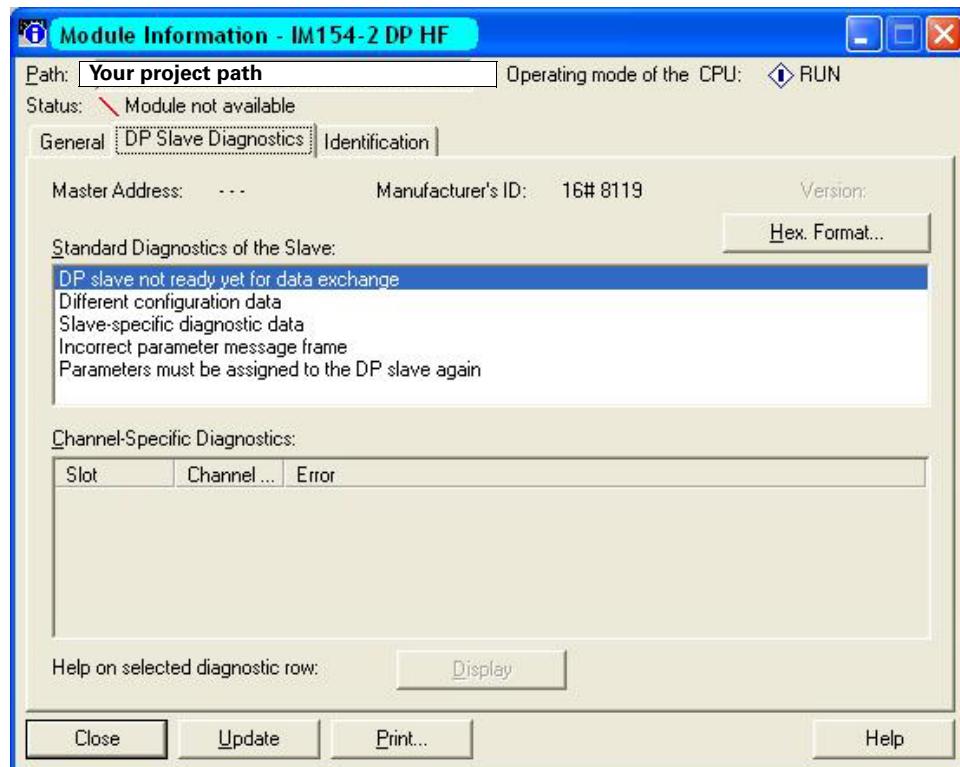 Module Information - IM154-2 DP HF
Path: Your project path Operating mode of the CPU: RUN
Status: Module not available
General DP Slave Diagnostics Identification
Master Address: - - - Manufacturer's ID: 16# 8119 Version:
Hex. Format...
Standard Diagnostics of the Slave:
DP slave not ready yet for data exchange
Different configuration data
Slave-specific diagnostic data
Incorrect parameter message frame
Parameters must be assigned to the DP slave again
Channel-Specific Diagnostics:
Slot Channel ... Error
Help on selected diagnostic row: Display
Close Update Print... Help